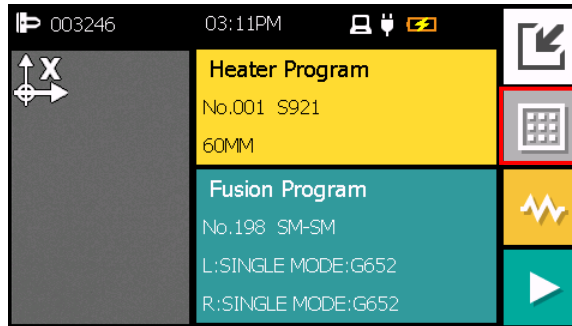 003246 03:11PM
X
Heater Program
No.001 S921
60MM
Fusion Program
No.198 SM-SM
L:SINGLE MODE:G652
R:SINGLE MODE:G652